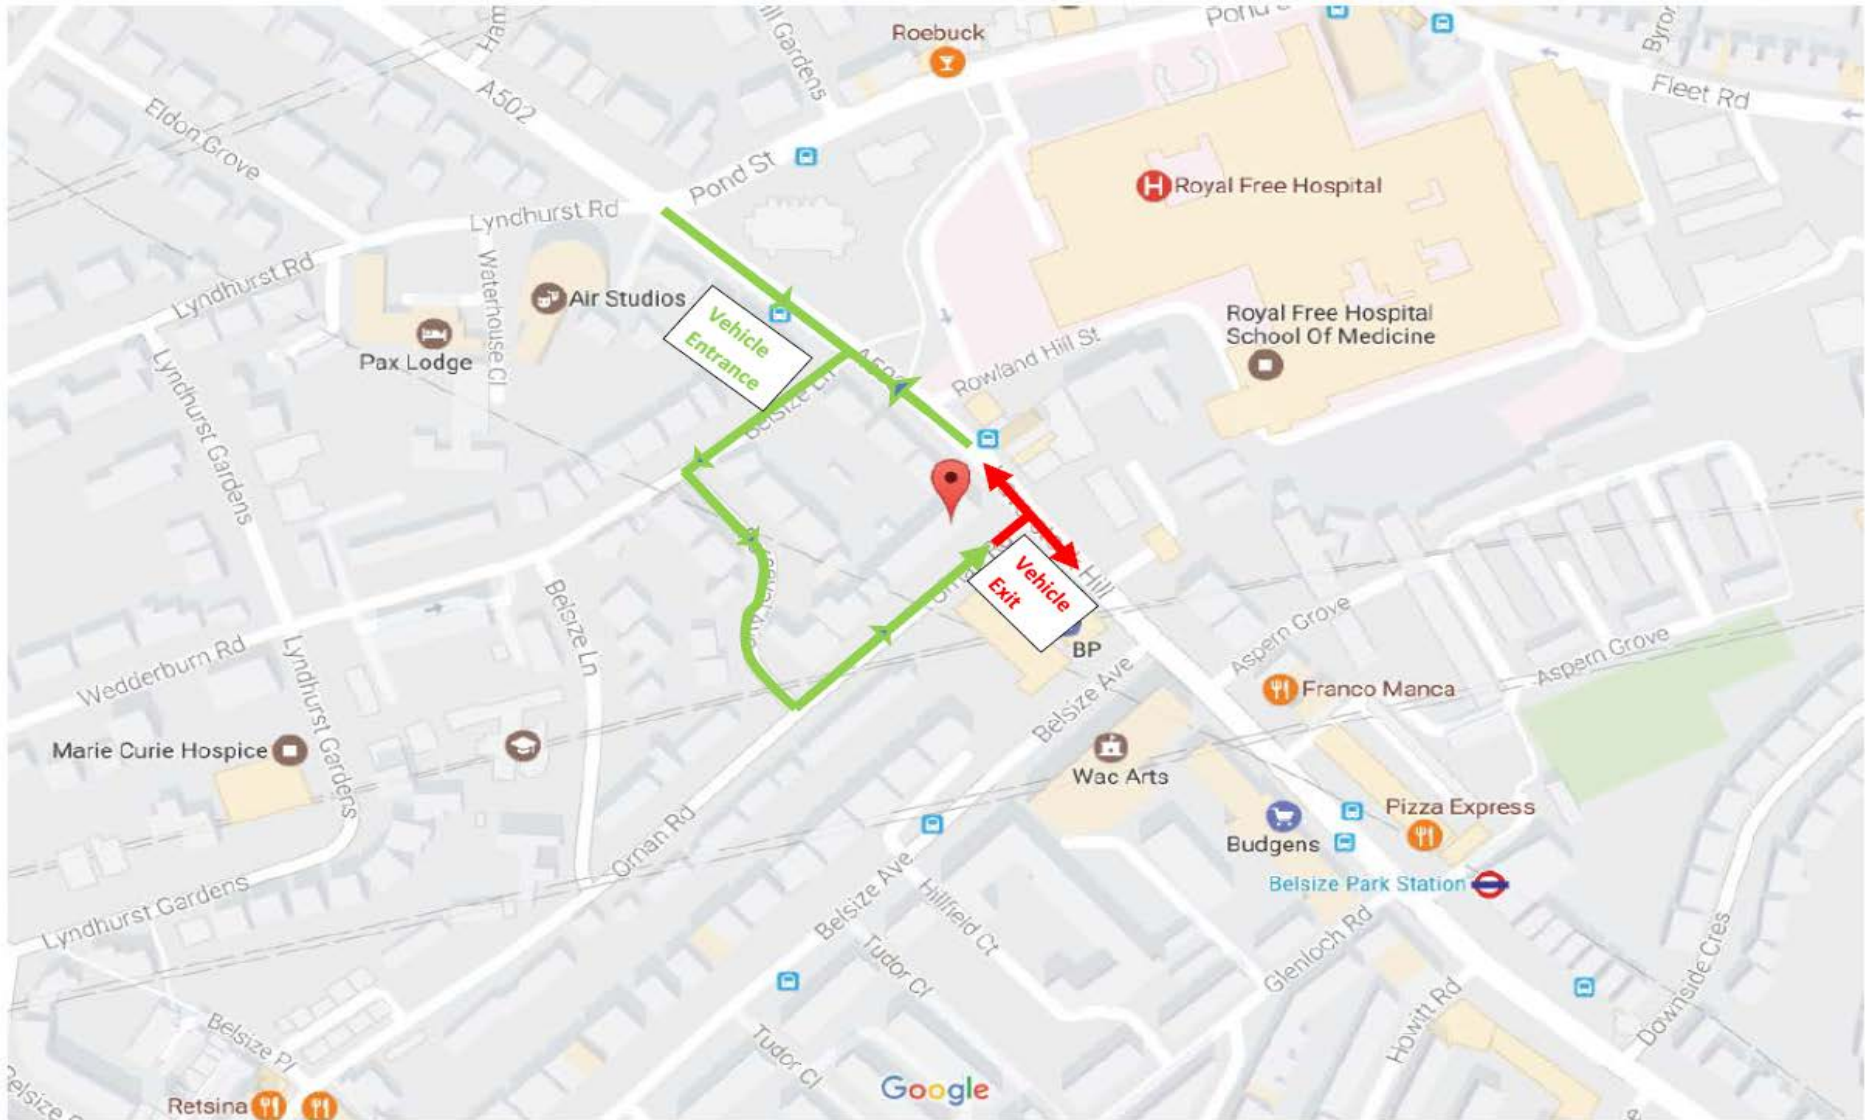 Roebuck
Fleet Rd
A502
Eldon Grove
Pond St
Royal Free Hospital
Lyndhurst Rd
Lyndhurst Rd
Waterhouse Cl
Air Studios
Pax Lodge
Vehicle
Entrance
Royal Free Hospital
School Of Medicine
Rowland Hill St
Lyndhurst Gardens
Vehicle
Exit
Hill
BP
Belsize Ln
Wedderburn Rd
Lyndhurst Gardens
Aspern Grove
Aspern Grove
Franco Manca
Belsize Ave
Marie Curie Hospice
Wac Arts
Pizza Express
Budgens
Ornan Rd
Belsize Park Station
Lyndhurst Gardens
Belsize Ave
Hillfield Ct
Tudor Cl
Glenloch Rd
Howitt Rd
Downside Cres
Belsize Pl
Tudor Cl
Google
Retsina